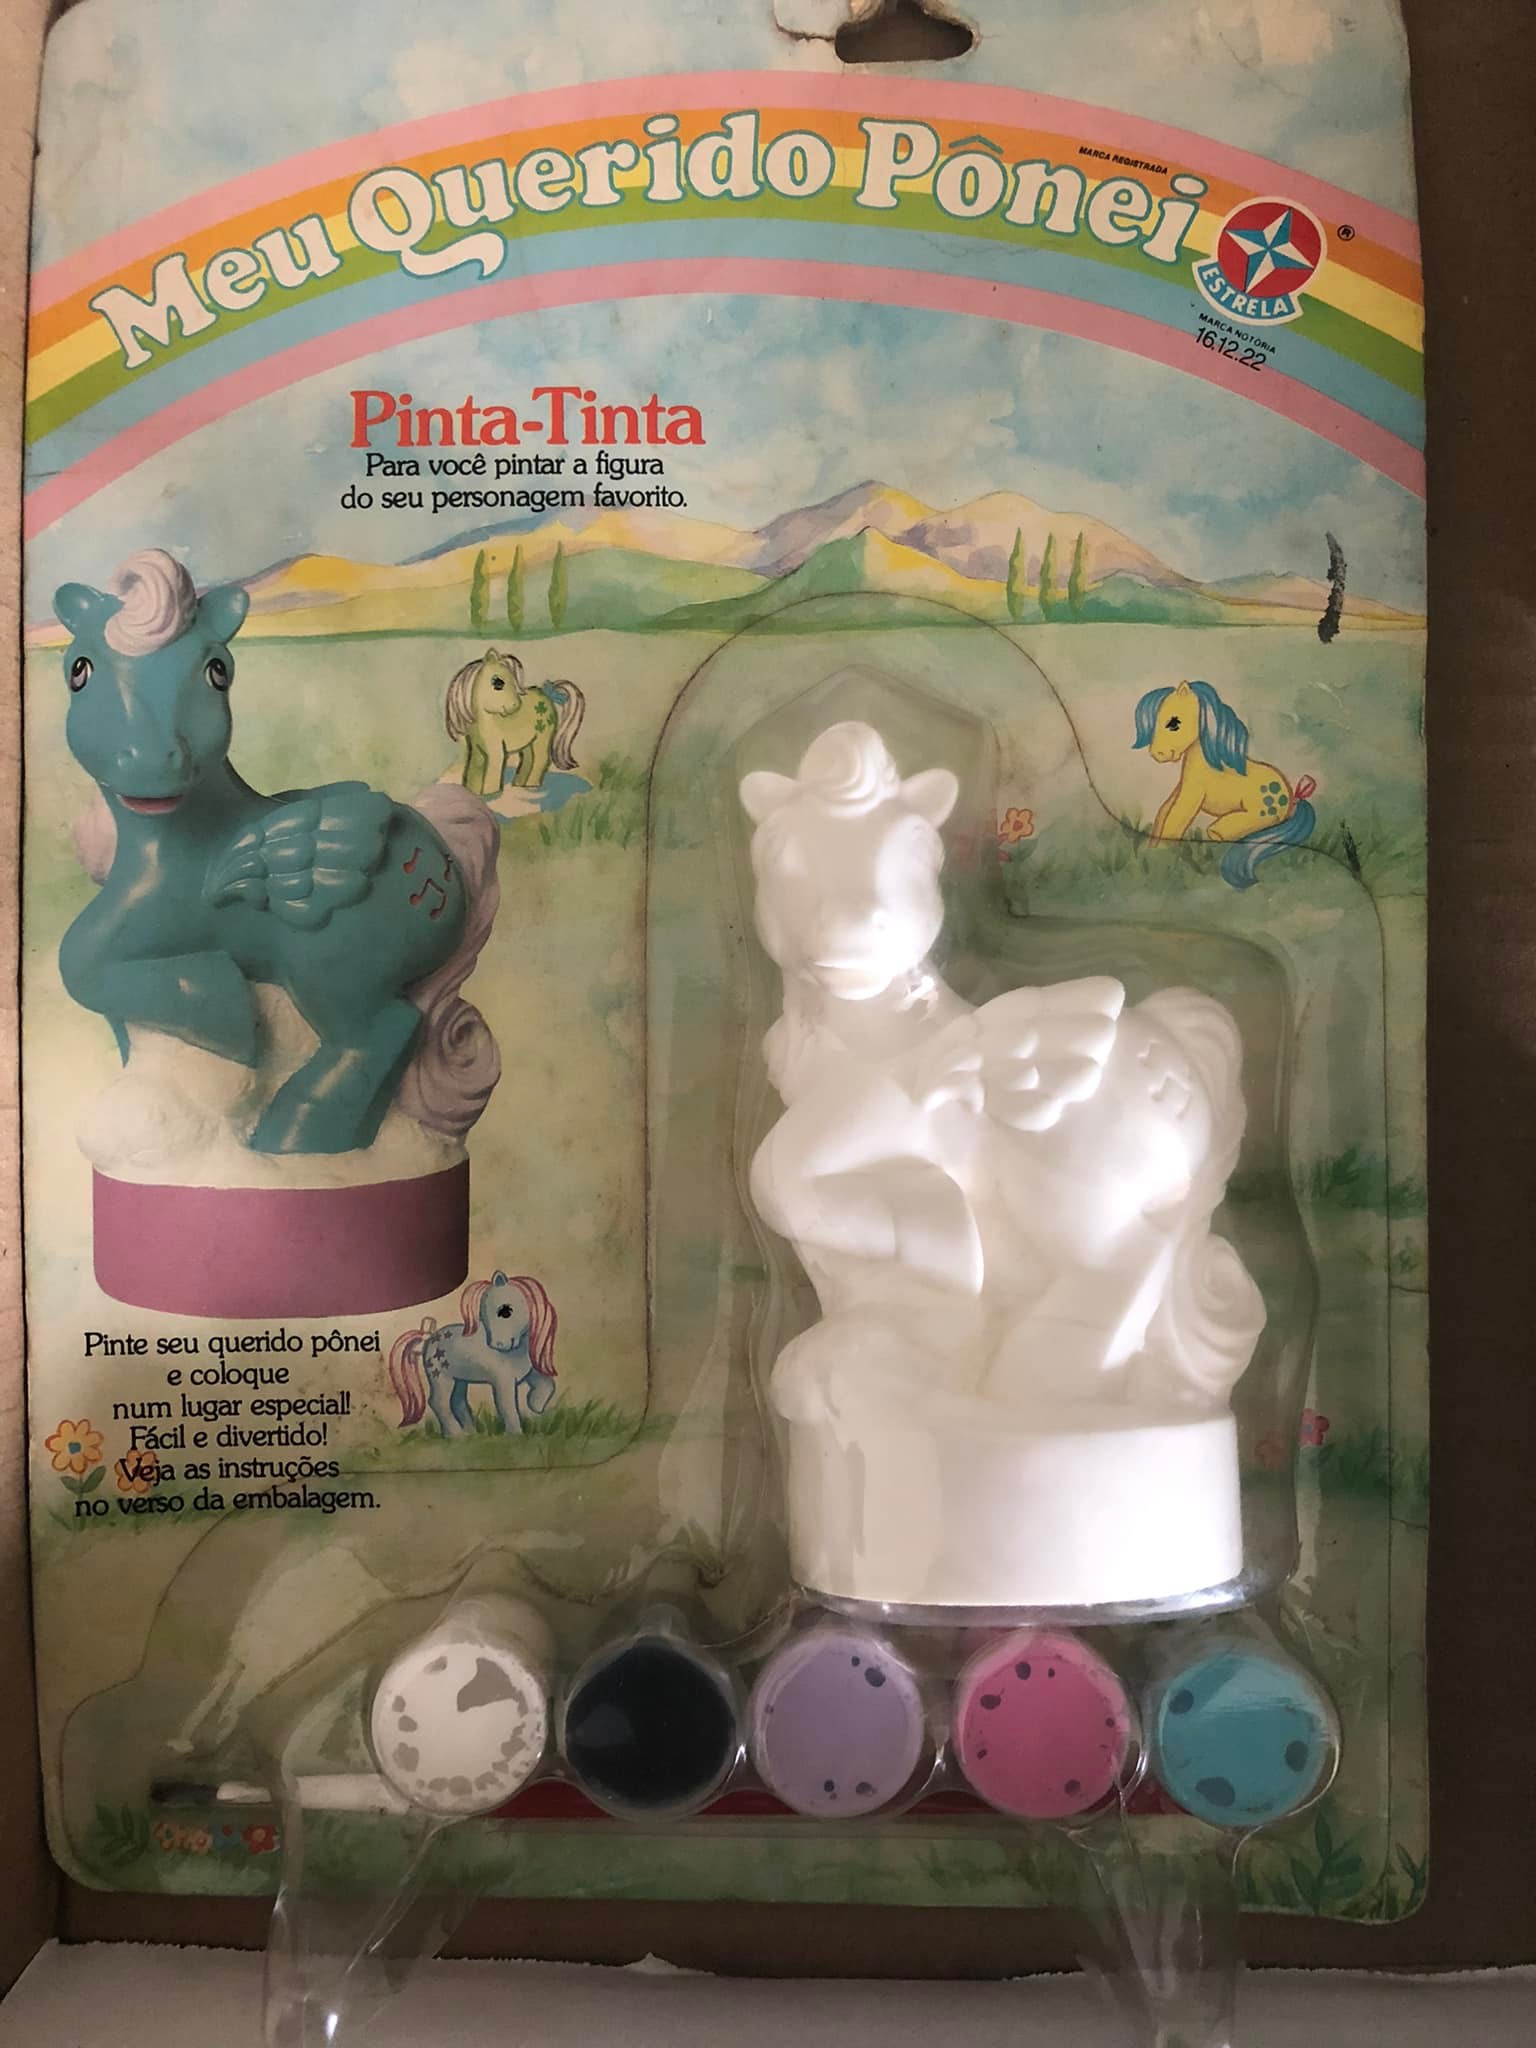 Meu Querido Pônei
MARCA REGISTRADA
ESTRELA
®
MARCA NOTÓRIA
16.12.22
Pinta-Tinta
Para você pintar a figura
do seu personagem favorito.
Pinte seu querido pônei
e coloque
num lugar especial!
Fácil e divertido!
Veja as instruções
no verso da embalagem.